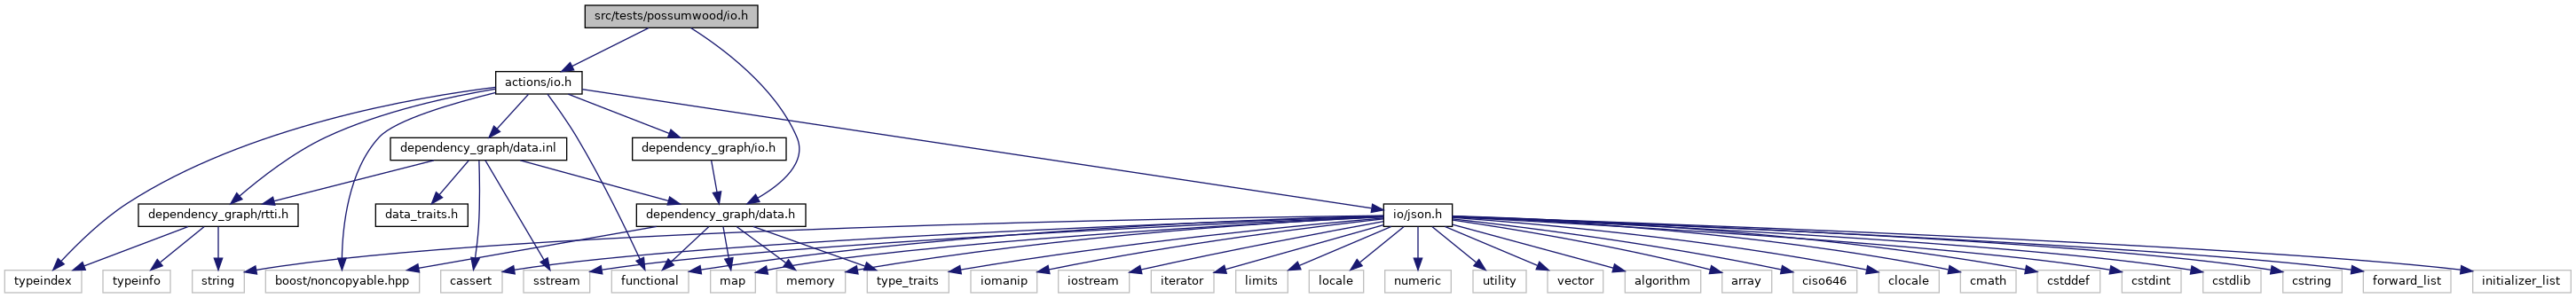 src/tests/possumwood/io.h
actions/io.h
dependency_graph/data.inl
dependency_graph/io.h
dependency_graph/rtti.h
data_traits.h
dependency_graph/data.h
io/json.h
typeindex
typeinfo
string
boost/noncopyable.hpp
cassert
sstream
functional
map
memory
type_traits
iomanip
iostream
iterator
limits
locale
numeric
utility
vector
algorithm
array
ciso646
clocale
cmath
cstddef
cstdint
cstdlib
cstring
forward_list
initializer_list